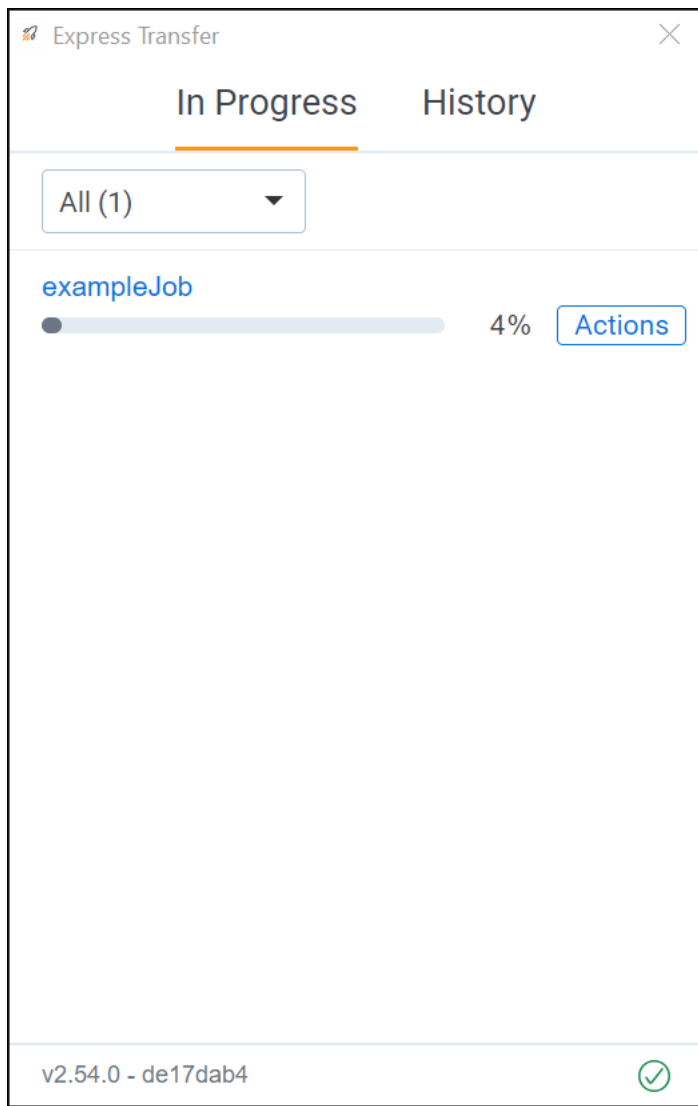 Express Transfer
In Progress History
All (1)
exampleJob
4% Actions
v2.54.0 - de17dab4